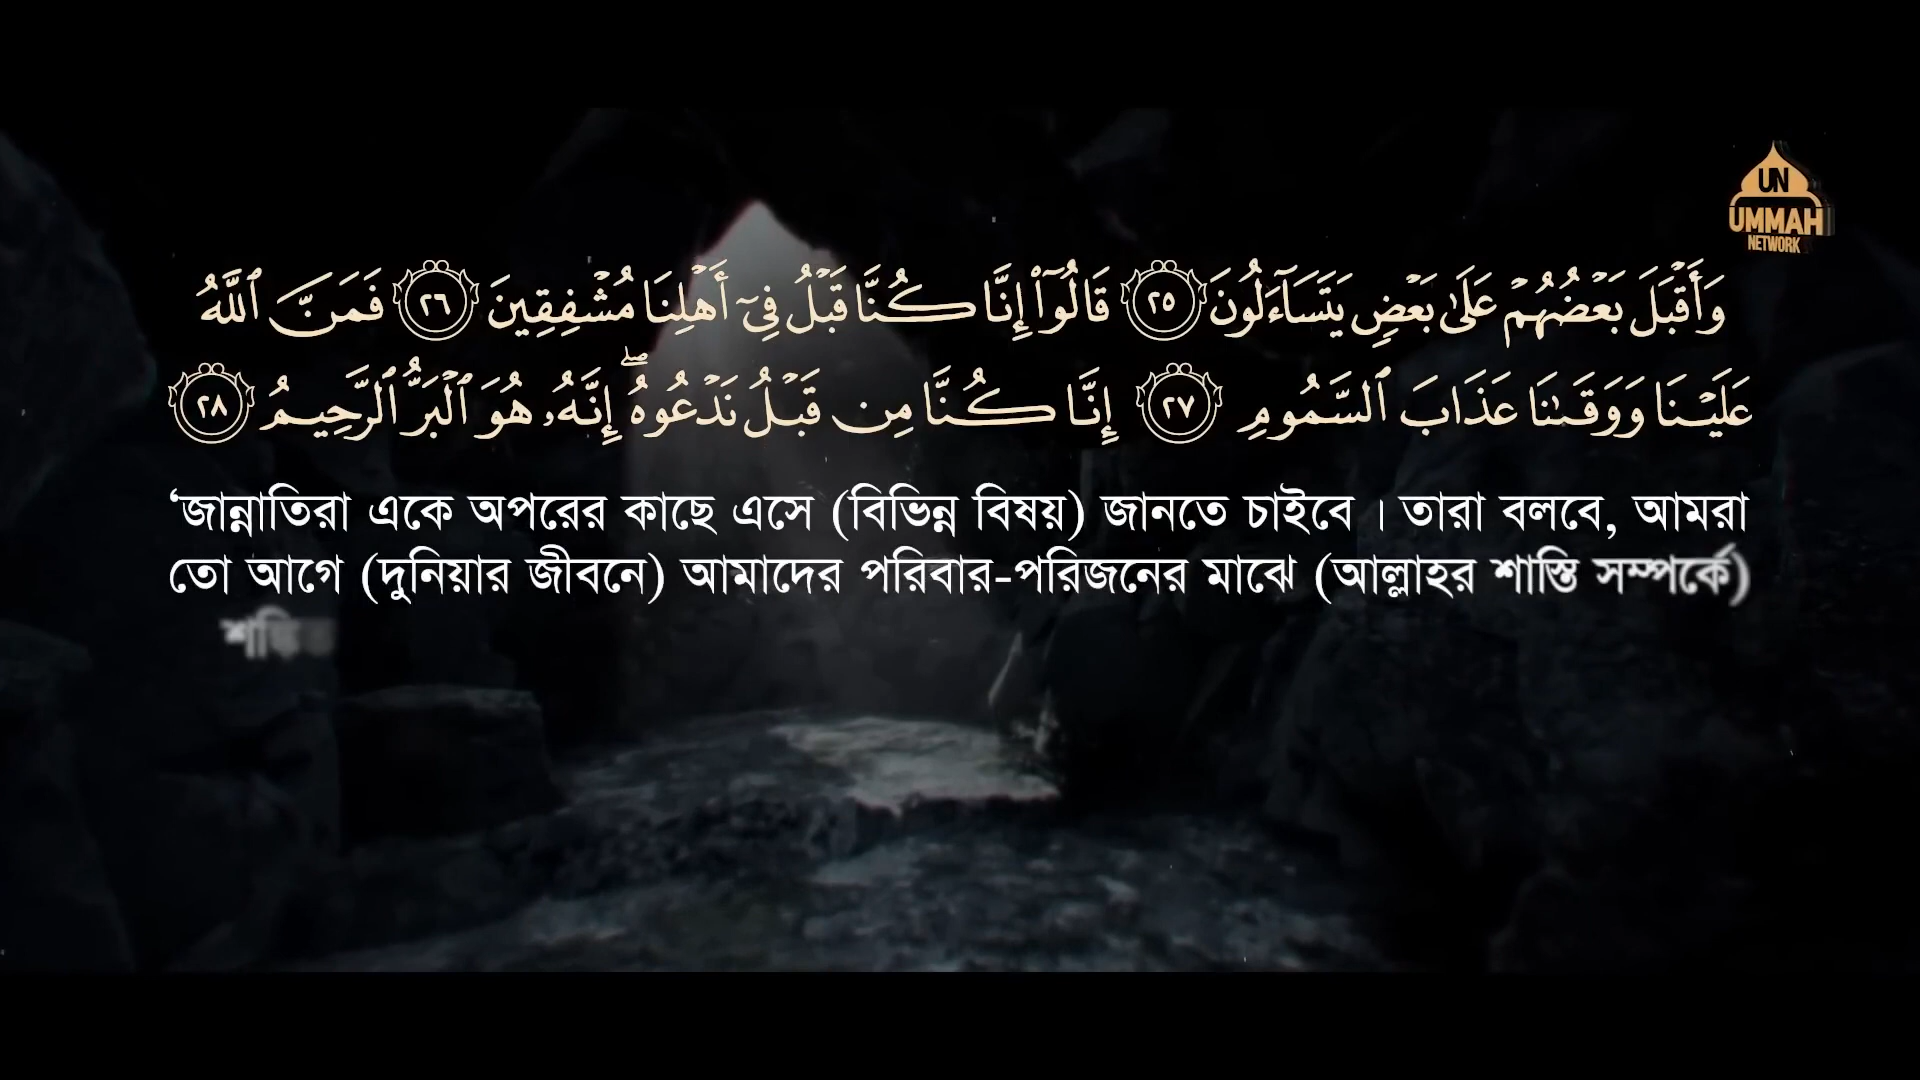 UN
UMMAH
NETWORK
وَأَقْبَلَ بَعْضُهُمْ عَلَىٰ بَعْضٍ يَتَسَآءَلُونَ ٢٥ قَالُوٓا۟ إِنَّا كُنَّا قَبْلُ فِىٓ أَهْلِنَا مُشْفِقِينَ ٢٦ فَمَنَّ ٱللَّهُ
عَلَيْنَا وَوَقَىٰنَا عَذَابَ ٱلسَّمُومِ ٢٧ إِنَّا كُنَّا مِن قَبْلُ نَدْعُوهُ ۖ إِنَّهُۥ هُوَ ٱلْبَرُّ ٱلرَّحِيمُ ٢٨
‘জান্নাতিরা একে অপরের কাছে এসে (বিভিন্ন বিষয়) জানতে চাইবে । তারা বলবে, আমরা
তো আগে (দুনিয়ার জীবনে) আমাদের পরিবার-পরিজনের মাঝে (আল্লাহর শাস্তি সম্পর্কে)